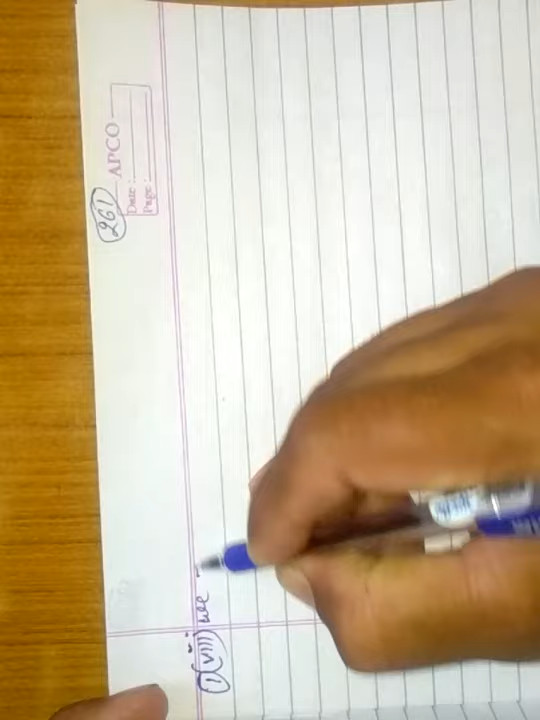 261
APCO
Date :
Page :
1 (viii) we